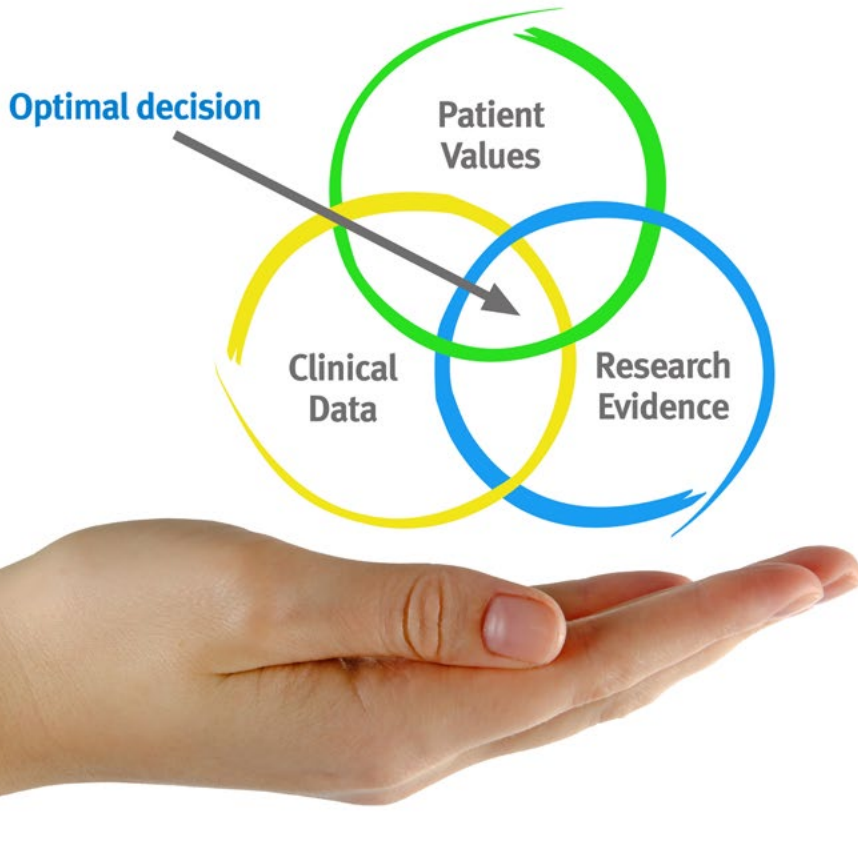 Optimal decision
Patient
Values
Clinical
Data
Research
Evidence